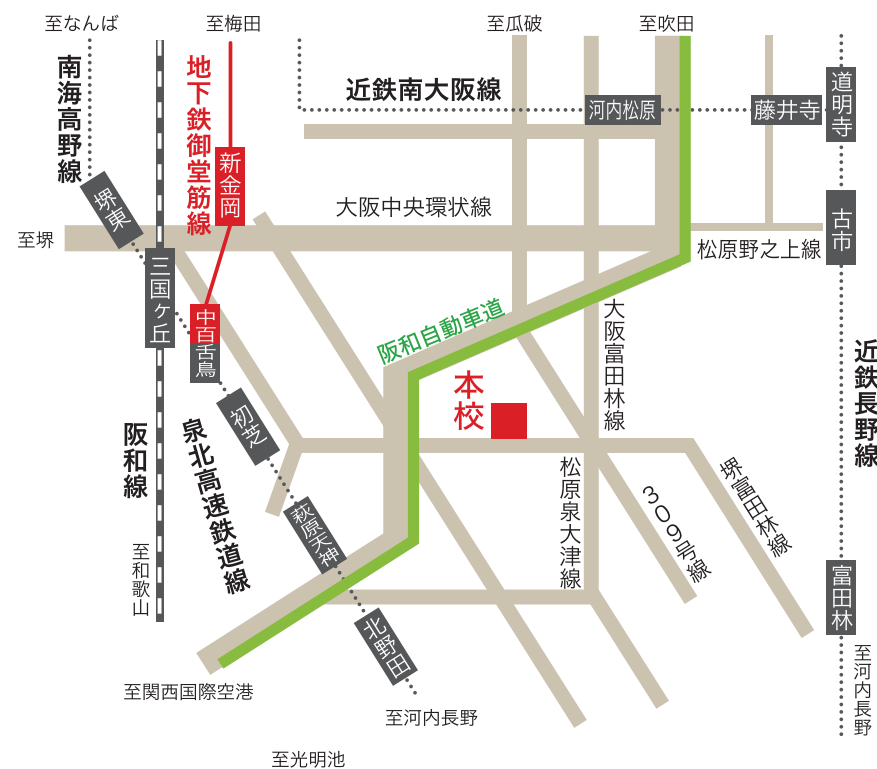 至なんば
至梅田
至瓜破
至吹田
南海高野線
地下鉄御堂筋線
近鉄南大阪線
河内松原
藤井寺
道明寺
新金岡
堺東
大阪中央環状線
古市
至堺
松原野之上線
三国ヶ丘
中百舌鳥
阪和自動車道
大阪富田林線
近鉄長野線
本校
初芝
阪和線
泉北高速鉄道線
松原泉大津線
309号線
堺富田林線
萩原天神
至和歌山
富田林
北野田
至河内長野
至関西国際空港
至河内長野
至光明池